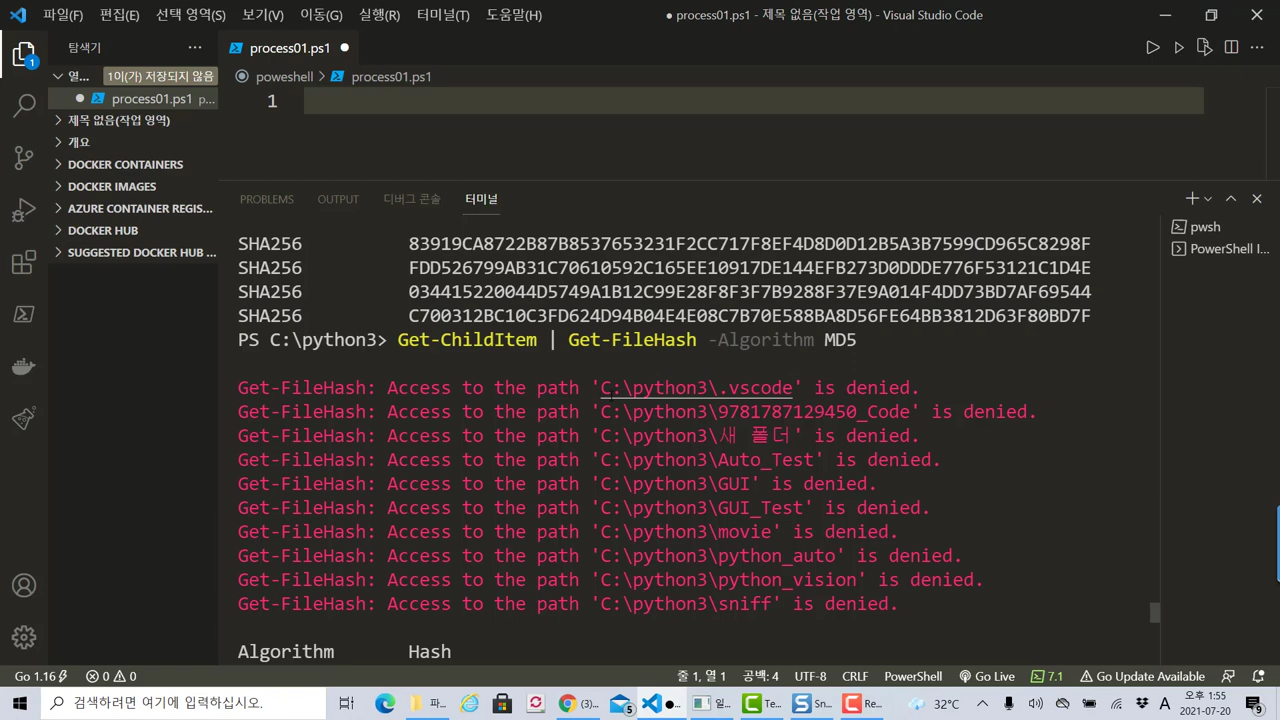 파일(F) 편집(E) 선택 영역(S) 보기(V) 이동(G) 실행(R) 터미널(T) 도움말(H) ● process01.ps1 - 제목 없음(작업 영역) - Visual Studio Code
탐색기 ··· process01.ps1 ●
열... 1이(가) 저장되지 않음
● process01.ps1 p...
제목 없음(작업 영역)
개요
DOCKER CONTAINERS
DOCKER IMAGES
AZURE CONTAINER REGIS...
DOCKER HUB
SUGGESTED DOCKER HUB ...
1
poweshell > process01.ps1
1
PROBLEMS OUTPUT 디버그 콘솔 터미널
pwsh
PowerShell I...
SHA256 83919CA8722B87B8537653231F2CC717F8EF4D8D0D12B5A3B7599CD965C8298F
SHA256 FDD526799AB31C70610592C165EE10917DE144EFB273D0DDDE776F53121C1D4E
SHA256 034415220044D5749A1B12C99E28F8F3F7B9288F37E9A014F4DD73BD7AF69544
SHA256 C700312BC10C3FD624D94B04E4E08C7B70E588BA8D56FE64BB3812D63F80BD7F
PS C:\python3> Get-ChildItem | Get-FileHash -Algorithm MD5
Get-FileHash: Access to the path 'C:\python3\.vscode' is denied.
Get-FileHash: Access to the path 'C:\python3\9781787129450_Code' is denied.
Get-FileHash: Access to the path 'C:\python3\새 폴더' is denied.
Get-FileHash: Access to the path 'C:\python3\Auto_Test' is denied.
Get-FileHash: Access to the path 'C:\python3\GUI' is denied.
Get-FileHash: Access to the path 'C:\python3\GUI_Test' is denied.
Get-FileHash: Access to the path 'C:\python3\movie' is denied.
Get-FileHash: Access to the path 'C:\python3\python_auto' is denied.
Get-FileHash: Access to the path 'C:\python3\python_vision' is denied.
Get-FileHash: Access to the path 'C:\python3\sniff' is denied.
Algorithm Hash
Go 1.16 0 0 줄 1, 열 1 공백: 4 UTF-8 CRLF PowerShell Go Live 7.1 Go Update Available
검색하려면 여기에 입력하십시오. 파... (3)... 5 ●... 일... Te... Sn... Re... 32°C A 오후 1:55
2021-07-20 9